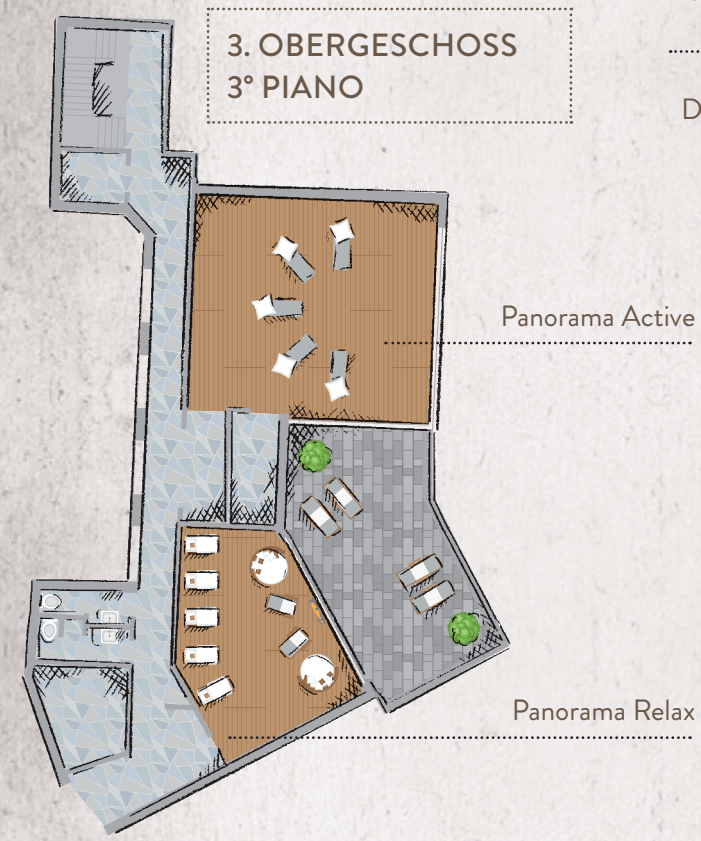 3. OBERGESCHOSS
3° PIANO
D
Panorama Active
Panorama Relax